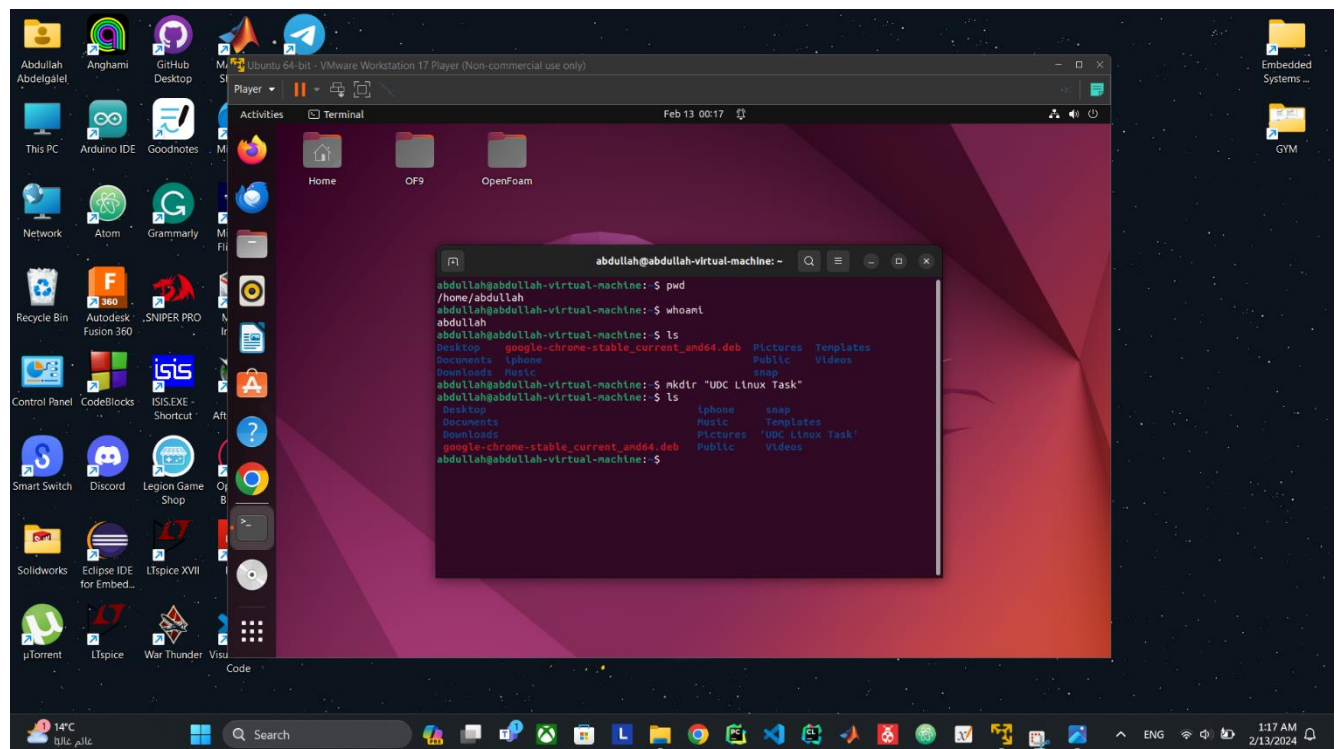 Abdullah Abdelgalel
Anghami
GitHub Desktop
Embedded Systems ...
This PC
Arduino IDE
Goodnotes
GYM
Network
Atom
Grammarly
Recycle Bin
F
360
Autodesk Fusion 360
.SNIPER PRO
Control Panel
CodeBlocks
isis
ISIS.EXE - Shortcut
Smart Switch
Discord
Legion Game Shop
Solidworks
Eclipse IDE for Embed...
LTspice XVII
µTorrent
LTspice
War Thunder
Visu
Code
Ubuntu 64-bit - VMware Workstation 17 Player (Non-commercial use only)
Player
Activities
Terminal
Feb 13 00:17
Home
OF9
OpenFoam
abdullah@abdullah-virtual-machine: ~
abdullah@abdullah-virtual-machine:~$ pwd
/home/abdullah
abdullah@abdullah-virtual-machine:~$ whoami
abdullah
abdullah@abdullah-virtual-machine:~$ ls
Desktop google-chrome-stable_current_amd64.deb Pictures Templates
Documents iphone Public Videos
Downloads Music snap
abdullah@abdullah-virtual-machine:~$ mkdir "UDC Linux Task"
abdullah@abdullah-virtual-machine:~$ ls
Desktop iphone snap
Documents Music Templates
Downloads Pictures 'UDC Linux Task'
google-chrome-stable_current_amd64.deb Public Videos
abdullah@abdullah-virtual-machine:~$
1
14°C
غائم غالبًا
Search
ENG
1:17 AM
2/13/2024